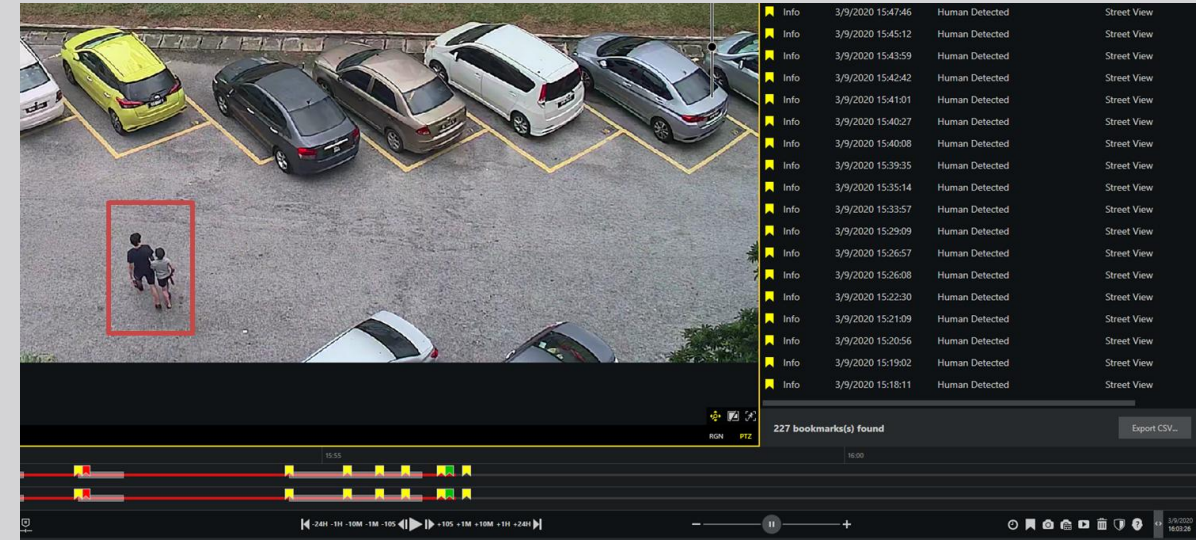 Info 3/9/2020 15:47:46 Human Detected Street View
Info 3/9/2020 15:45:12 Human Detected Street View
Info 3/9/2020 15:43:59 Human Detected Street View
Info 3/9/2020 15:42:42 Human Detected Street View
Info 3/9/2020 15:41:01 Human Detected Street View
Info 3/9/2020 15:40:27 Human Detected Street View
Info 3/9/2020 15:40:08 Human Detected Street View
Info 3/9/2020 15:39:35 Human Detected Street View
Info 3/9/2020 15:35:14 Human Detected Street View
Info 3/9/2020 15:33:57 Human Detected Street View
Info 3/9/2020 15:29:09 Human Detected Street View
Info 3/9/2020 15:26:57 Human Detected Street View
Info 3/9/2020 15:26:08 Human Detected Street View
Info 3/9/2020 15:22:30 Human Detected Street View
Info 3/9/2020 15:21:09 Human Detected Street View
Info 3/9/2020 15:20:56 Human Detected Street View
Info 3/9/2020 15:19:02 Human Detected Street View
Info 3/9/2020 15:18:11 Human Detected Street View
RGN PTZ
227 bookmarks(s) found Export CSV...
15:55 16:00
-24H -1H -10M -1M -10S +10S +1M +10M +1H +24H
3/9/2020
16:03:26